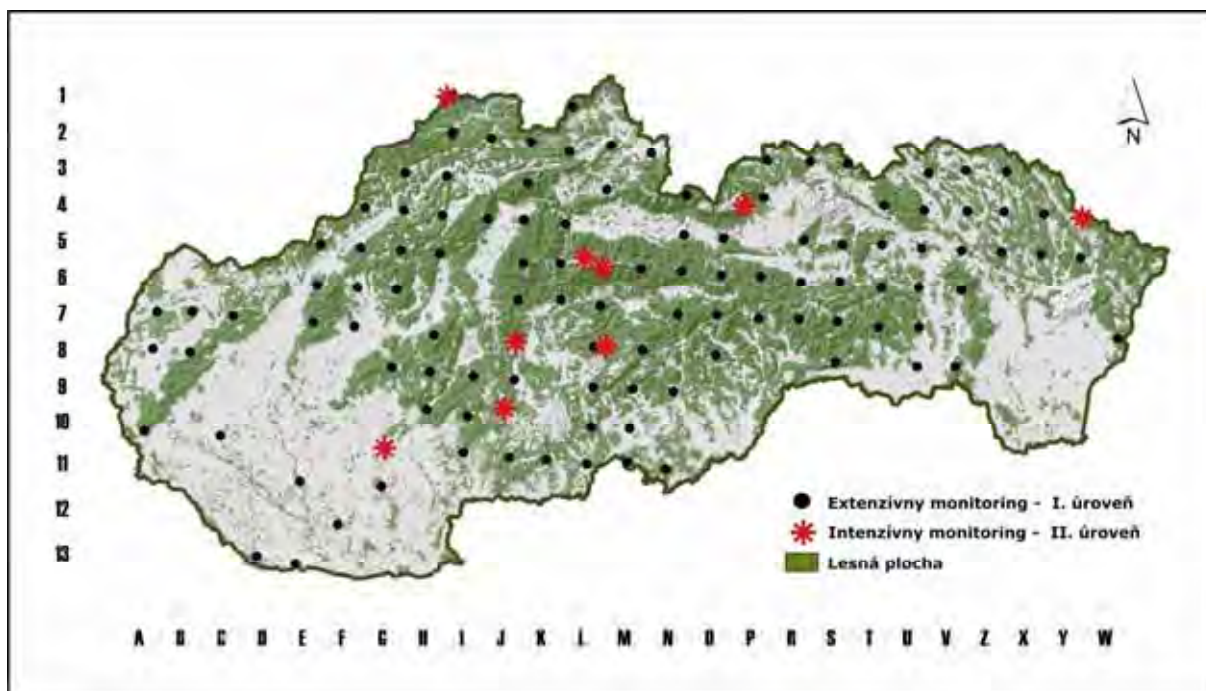 1
2
3
4
5
6
7
8
9
10
11
12
13
N
Extenzívny monitoring - I. úroveň
Intenzívny monitoring - II. úroveň
Lesná plocha
A B C D E F G H I J K L M N O P R S T U V Z X Y W